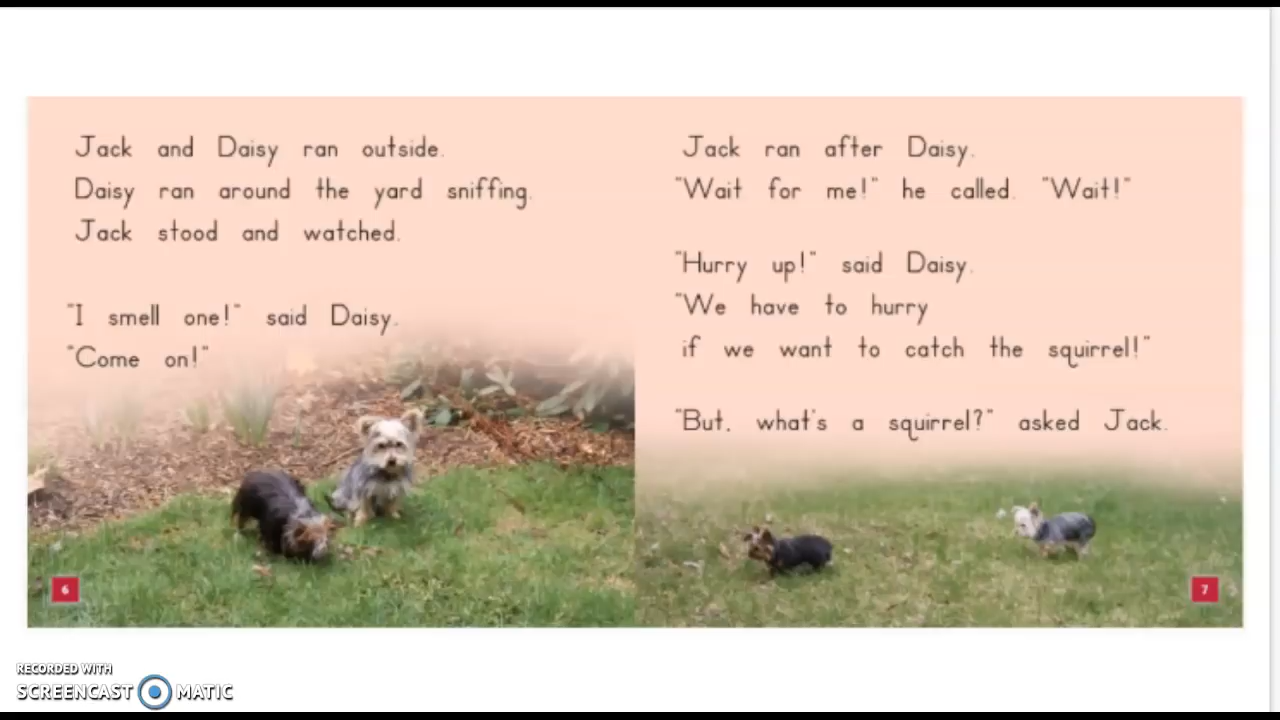 Jack and Daisy ran outside.
Daisy ran around the yard sniffing.
Jack stood and watched.
"I smell one!" said Daisy.
"Come on!"
6
Jack ran after Daisy.
"Wait for me!" he called. "Wait!"
"Hurry up!" said Daisy.
"We have to hurry
if we want to catch the squirrel!"
"But, what's a squirrel?" asked Jack.
7
RECORDED WITH
SCREENCAST MATIC